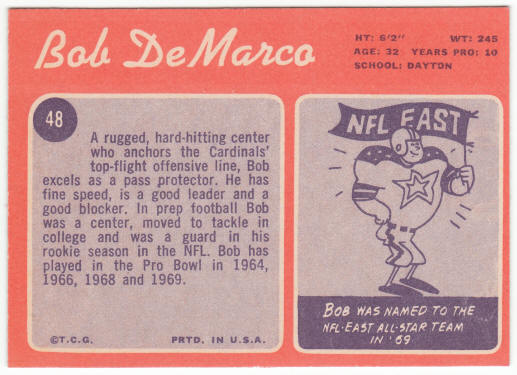 Bob DeMarco
HT: 6'2" WT: 245
AGE: 32 YEARS PRO: 10
SCHOOL: DAYTON
48
A rugged, hard-hitting center
who anchors the Cardinals'
top-flight offensive line, Bob
excels as a pass protector. He has
fine speed, is a good leader and a
good blocker. In prep football Bob
was a center, moved to tackle in
college and was a guard in his
rookie season in the NFL. Bob has
played in the Pro Bowl in 1964,
1966, 1968 and 1969.
©T.C.G. PRTD. IN U.S.A.
NFL EAST
BOB WAS NAMED TO THE
NFL-EAST ALL-STAR TEAM
IN '69